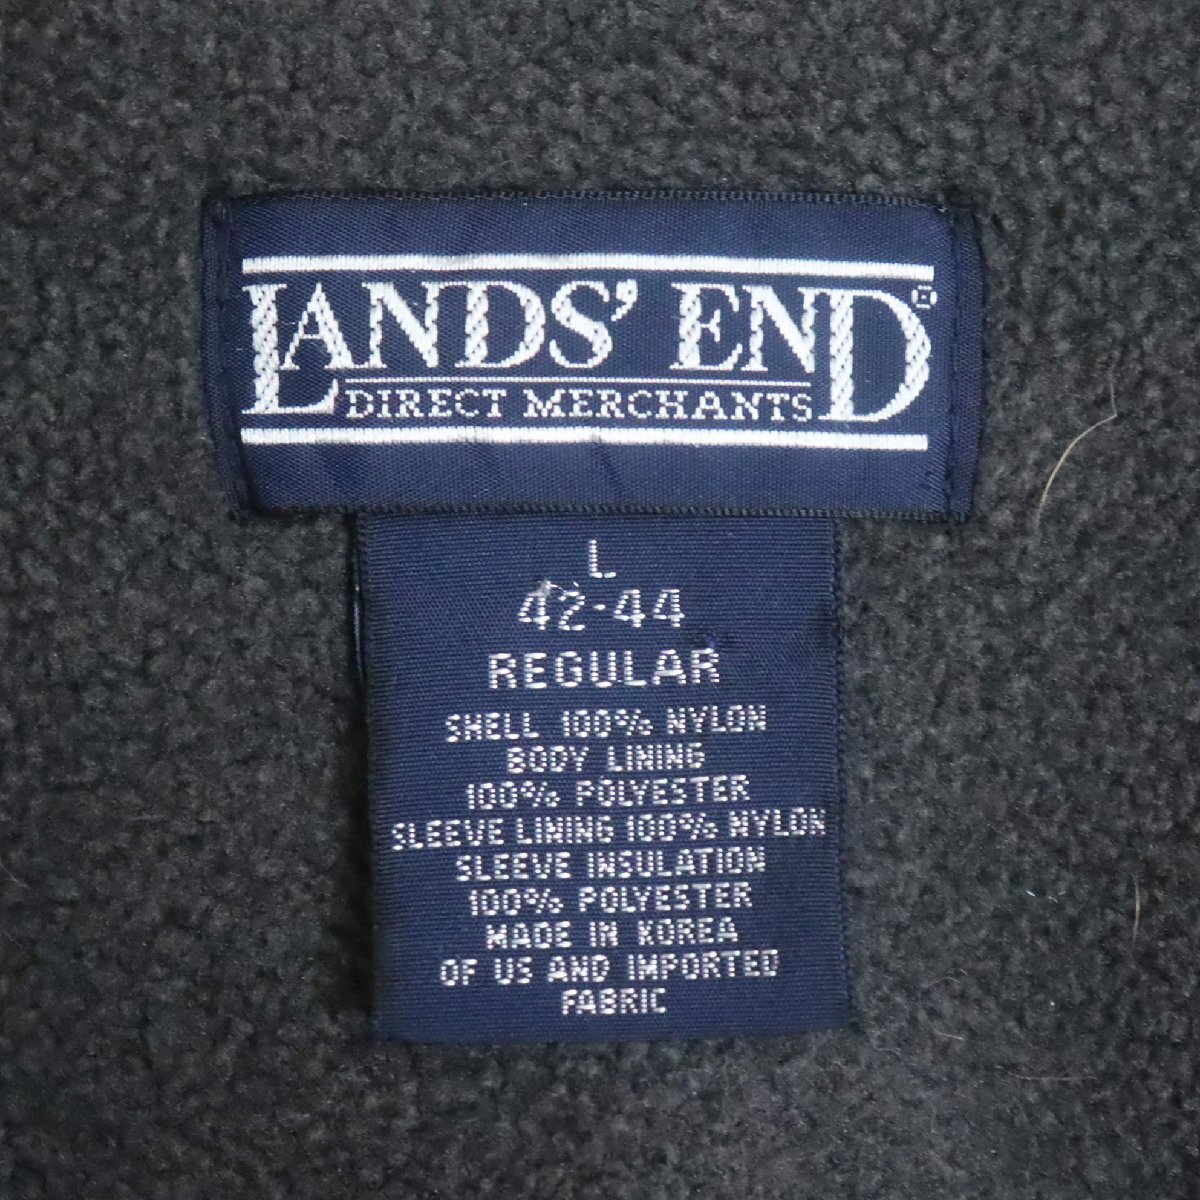 LANDS' END®
DIRECT MERCHANTS
L
42-44
REGULAR
SHELL 100% NYLON
BODY LINING
100% POLYESTER
SLEEVE LINING 100% NYLON
SLEEVE INSULATION
100% POLYESTER
MADE IN KOREA
OF US AND IMPORTED
FABRIC